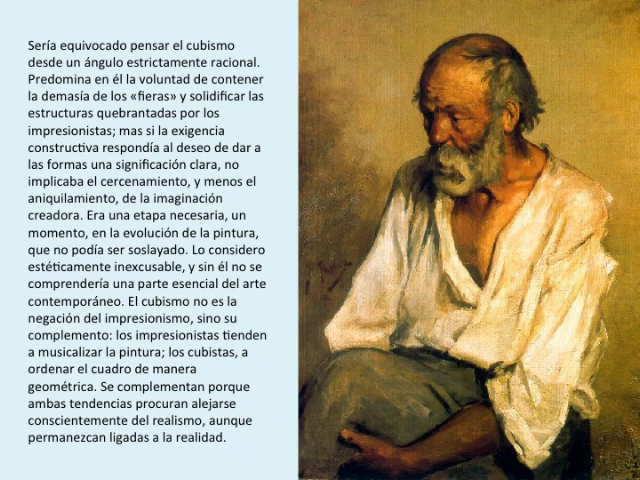 Sería equivocado pensar el cubismo
desde un ángulo estrictamente racional.
Predomina en él la voluntad de contener
la demasía de los «fieras» y solidificar las
estructuras quebrantadas por los
impresionistas; mas si la exigencia
constructiva respondía al deseo de dar a
las formas una significación clara, no
implicaba el cercenamiento, y menos el
aniquilamiento, de la imaginación
creadora. Era una etapa necesaria, un
momento, en la evolución de la pintura,
que no podía ser soslayado. Lo considero
estéticamente inexcusable, y sin él no se
comprendería una parte esencial del arte
contemporáneo. El cubismo no es la
negación del impresionismo, sino su
complemento: los impresionistas tienden
a musicalizar la pintura; los cubistas, a
ordenar el cuadro de manera
geométrica. Se complementan porque
ambas tendencias procuran alejarse
conscientemente del realismo, aunque
permanezcan ligadas a la realidad.